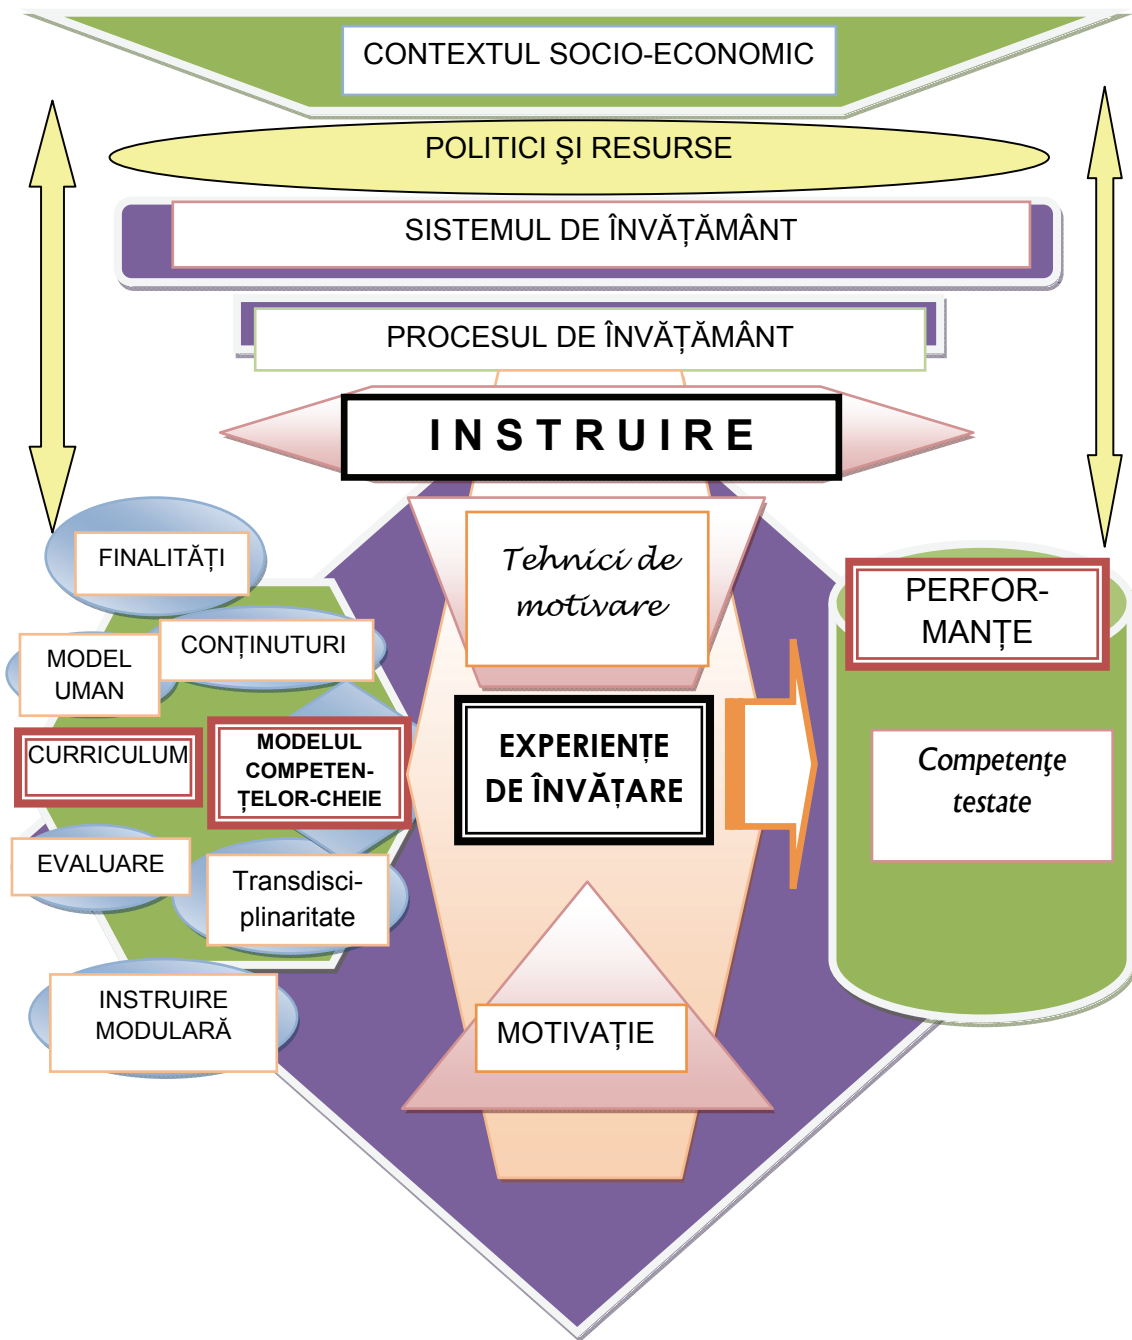 CONTEXTUL SOCIO-ECONOMIC
POLITICI ŞI RESURSE
SISTEMUL DE ÎNVĂȚĂMÂNT
PROCESUL DE ÎNVĂȚĂMÂNT
I N S T R U I R E
Tehnici de
motivare
FINALITĂȚI
CONȚINUTURI
MODEL
UMAN
CURRICULUM
MODELUL
COMPETEN-
ȚELOR-CHEIE
EVALUARE
Transdisci-
plinaritate
INSTRUIRE
MODULARĂ
EXPERIENȚE
DE ÎNVĂȚARE
MOTIVAȚIE
PERFOR-
MANȚE
Competenţe
testate